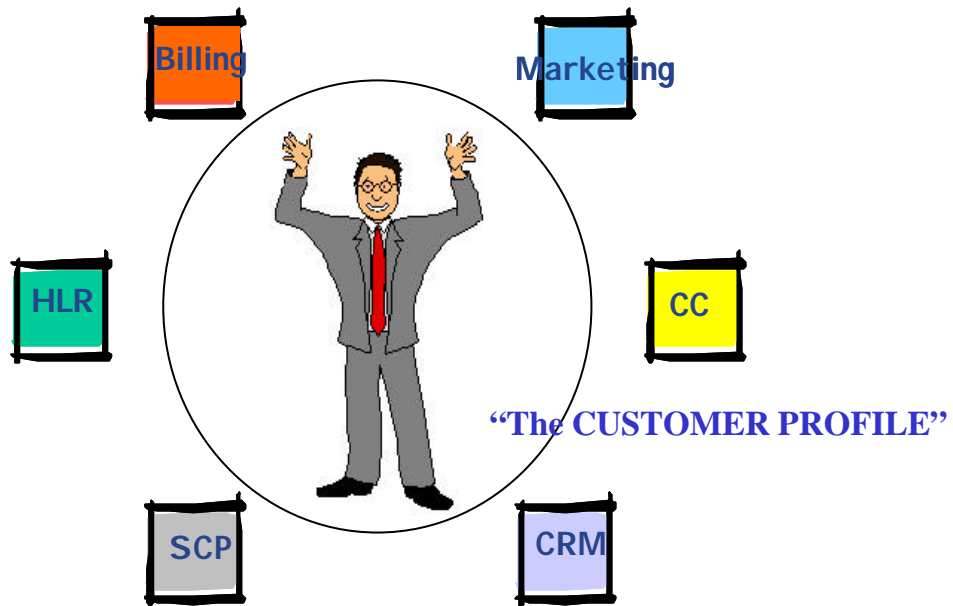 Billing
Marketing
HLR
CC
“The CUSTOMER PROFILE”
SCP
CRM